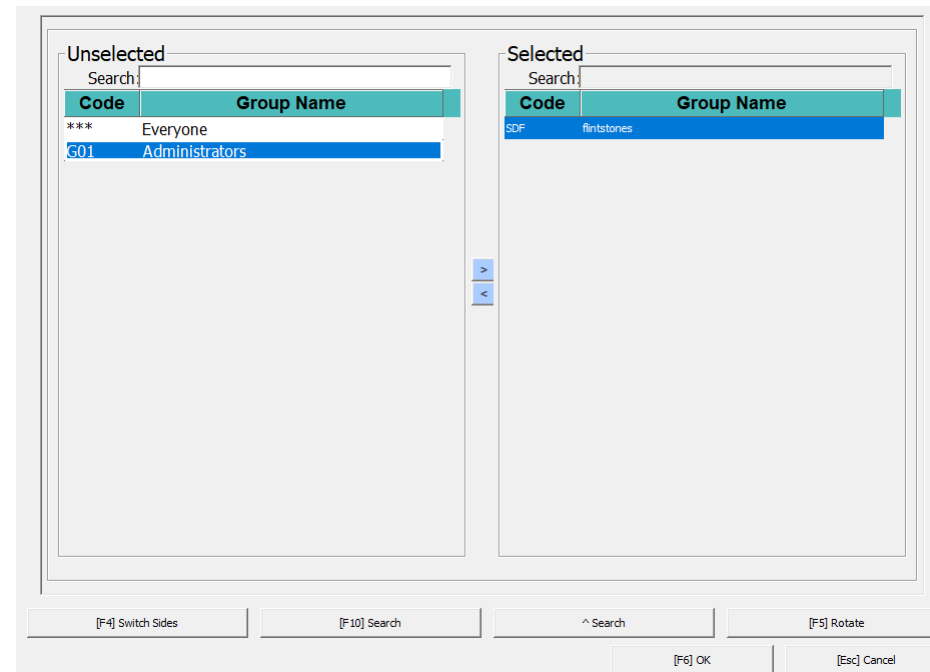 Unselected
Search:
Code Group Name
*** Everyone
G01 Administrators
>
<
Selected
Search:
Code Group Name
SDF flintstones
[F4] Switch Sides [F10] Search ^ Search [F5] Rotate
[F6] OK [Esc] Cancel